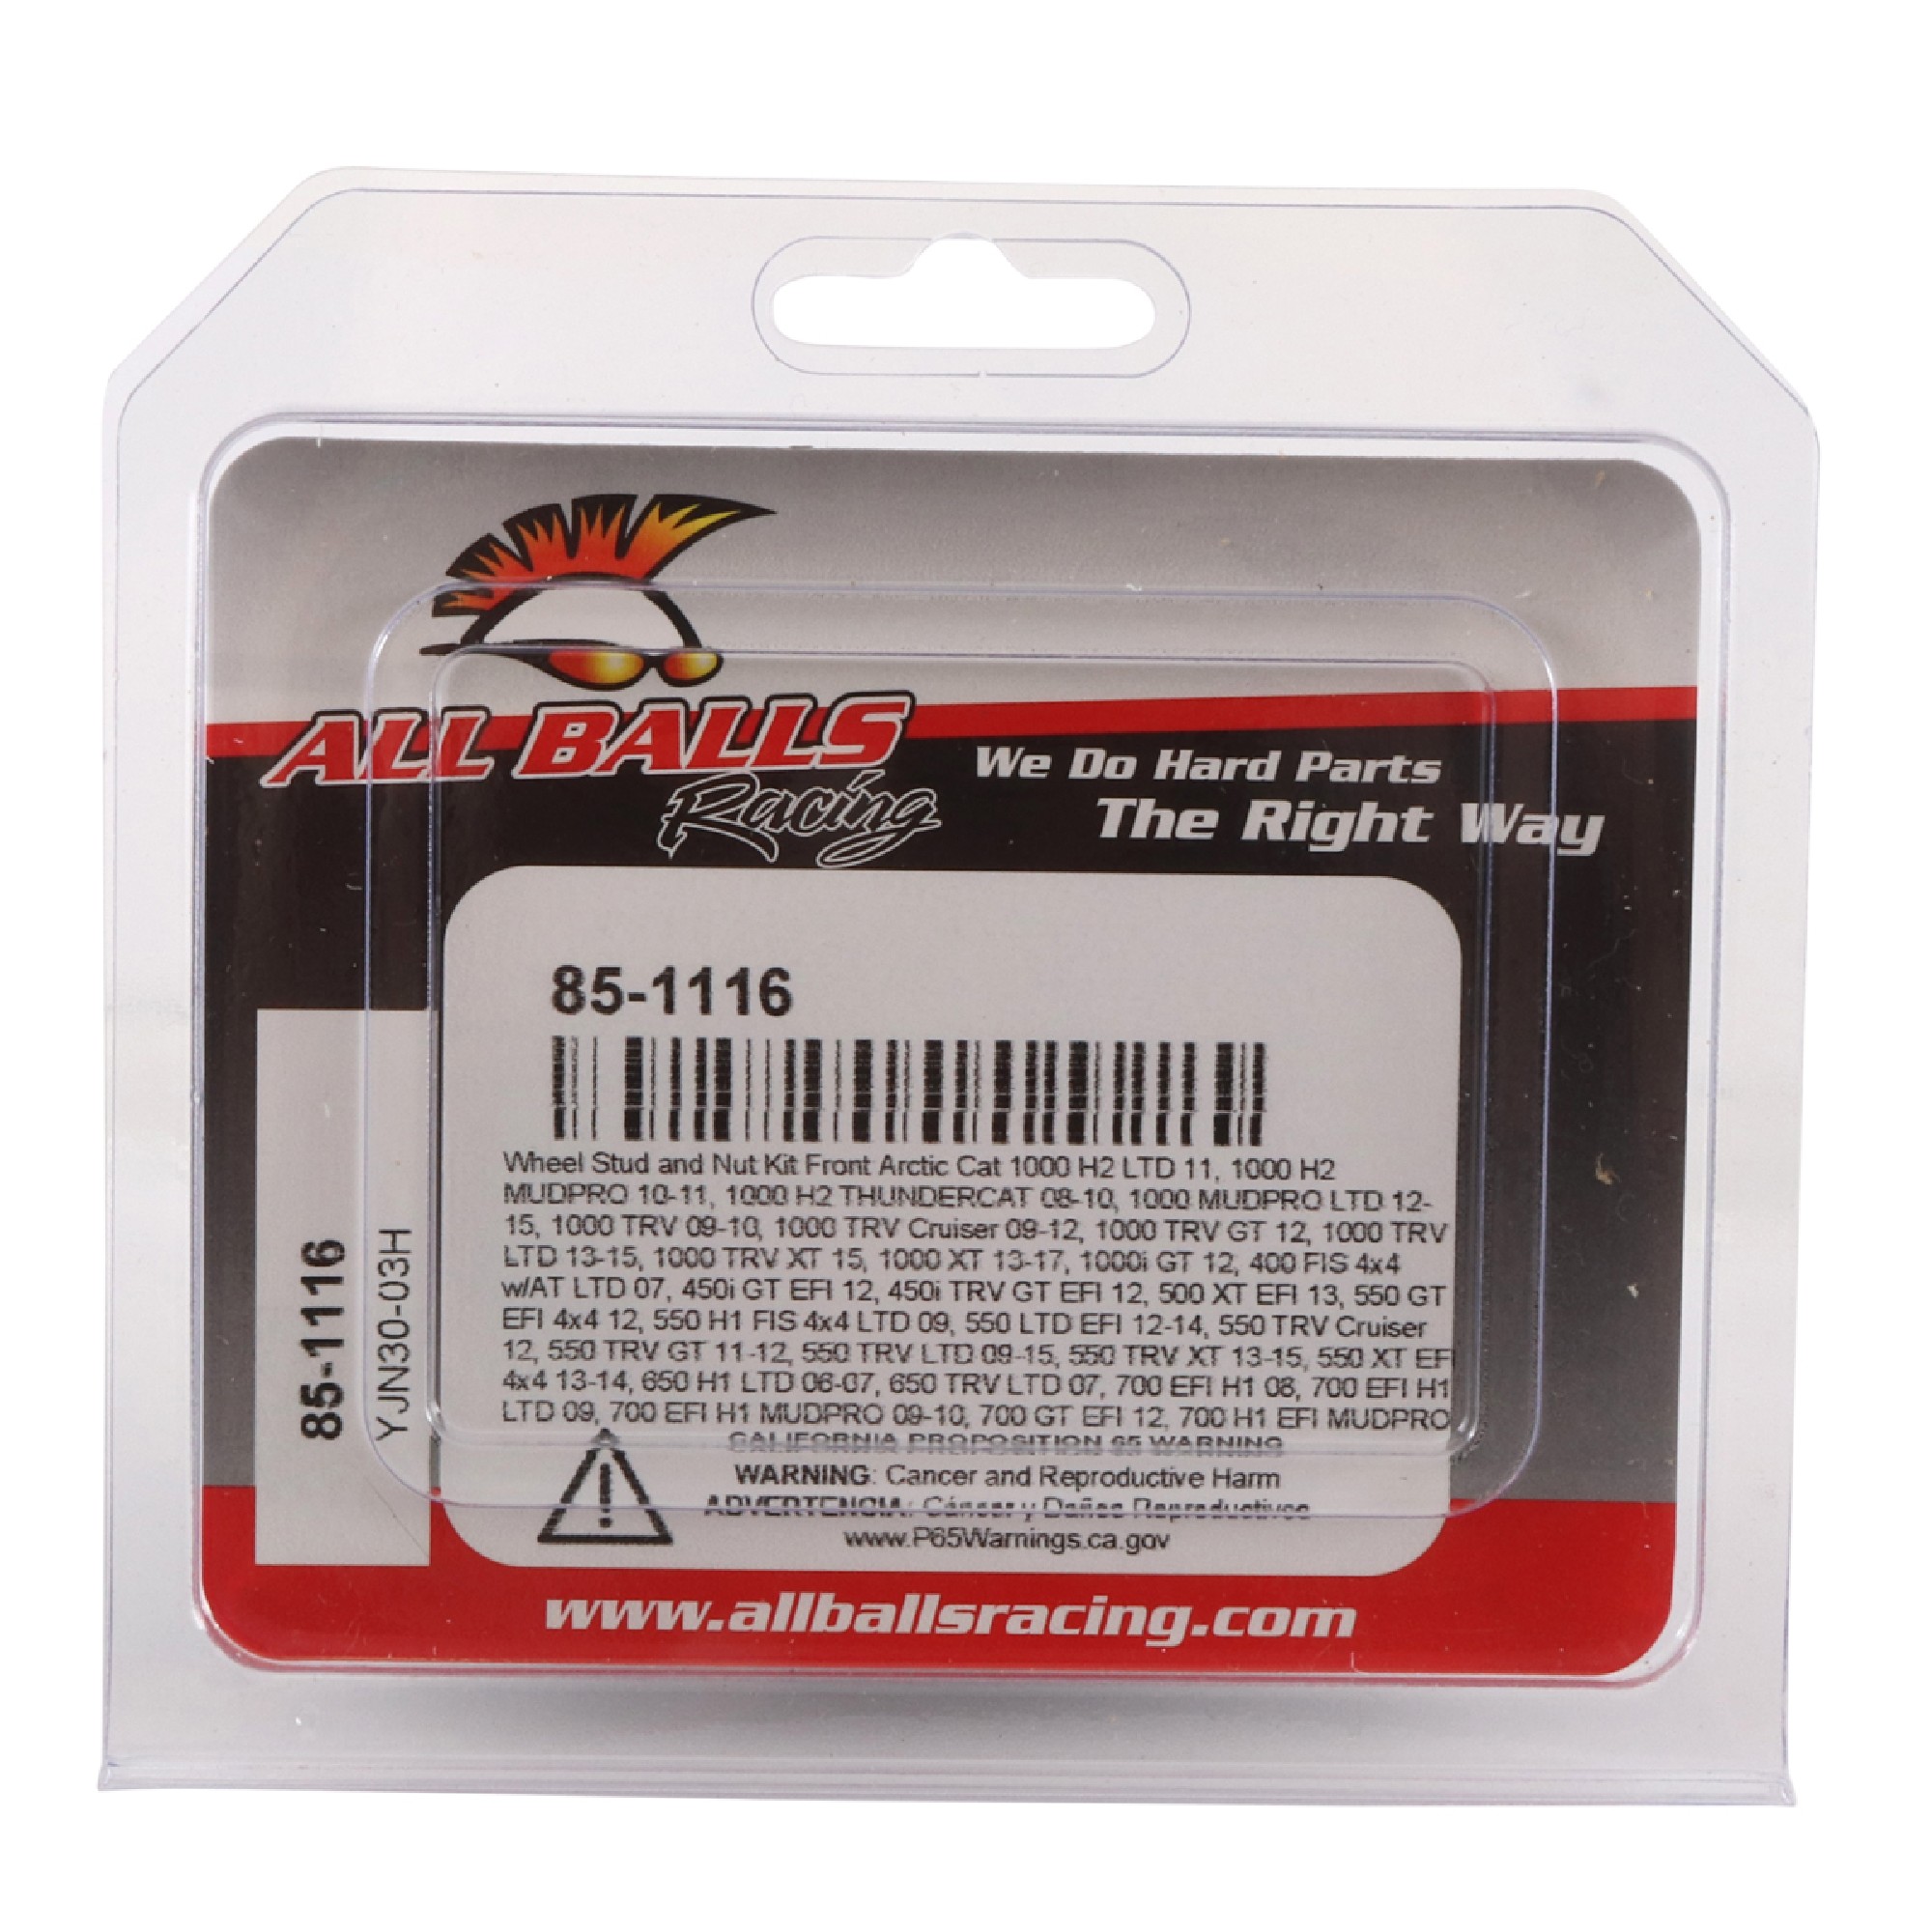 ALL BALLS
Racing
We Do Hard Parts
The Right Way
85-1116
Wheel Stud and Nut Kit Front Arctic Cat 1000 H2 LTD 11, 1000 H2
MUDPRO 10-11, 1000 H2 THUNDERCAT 08-10, 1000 MUDPRO LTD 12-
15, 1000 TRV 09-10, 1000 TRV Cruiser 09-12, 1000 TRV GT 12, 1000 TRV
LTD 13-15, 1000 TRV XT 15, 1000 XT 13-17, 1000i GT 12, 400 FIS 4x4
w/AT LTD 07, 450i GT EFI 12, 450i TRV GT EFI 12, 500 XT EFI 13, 550 GT
EFI 4x4 12, 550 H1 FIS 4x4 LTD 09, 550 LTD EFI 12-14, 550 TRV Cruiser
12, 550 TRV GT 11-12, 550 TRV LTD 09-15, 550 TRV XT 13-15, 550 XT EFI
4x4 13-14, 650 H1 LTD 06-07, 650 TRV LTD 07, 700 EFI H1 08, 700 EFI H1
LTD 09, 700 EFI H1 MUDPRO 09-10, 700 GT EFI 12, 700 H1 EFI MUDPRO
CALIFORNIA PROPOSITION 65 WARNING
WARNING: Cancer and Reproductive Harm
ADVERTENCIA: Cáncer y Daños Reproductivos
www.P65Warnings.ca.gov
85-1116
YJN30-03H
www.allballsracing.com